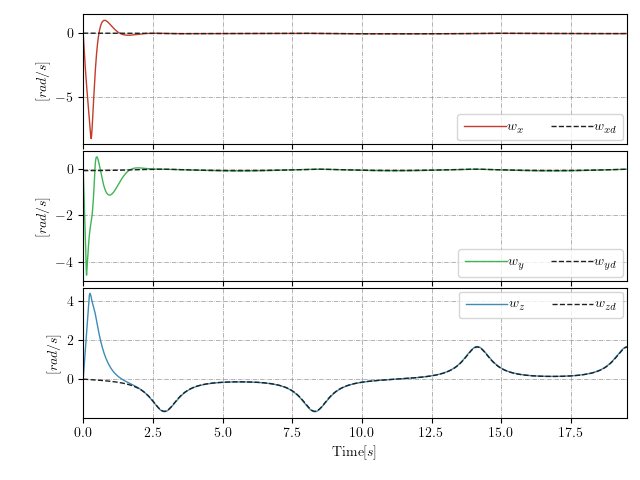 0
−5
[rad/s]
w_x w_xd
0
−2
−4
[rad/s]
w_y w_yd
4
2
0
[rad/s]
w_z w_zd
0.0 2.5 5.0 7.5 10.0 12.5 15.0 17.5
Time[s]